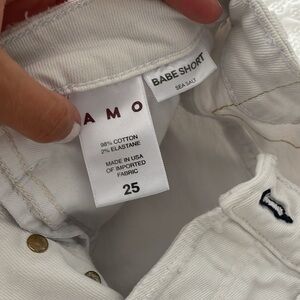 AMO
98% COTTON
2% ELASTANE
MADE IN USA
OF IMPORTED
FABRIC
25
BABE SHORT
SEA SALT